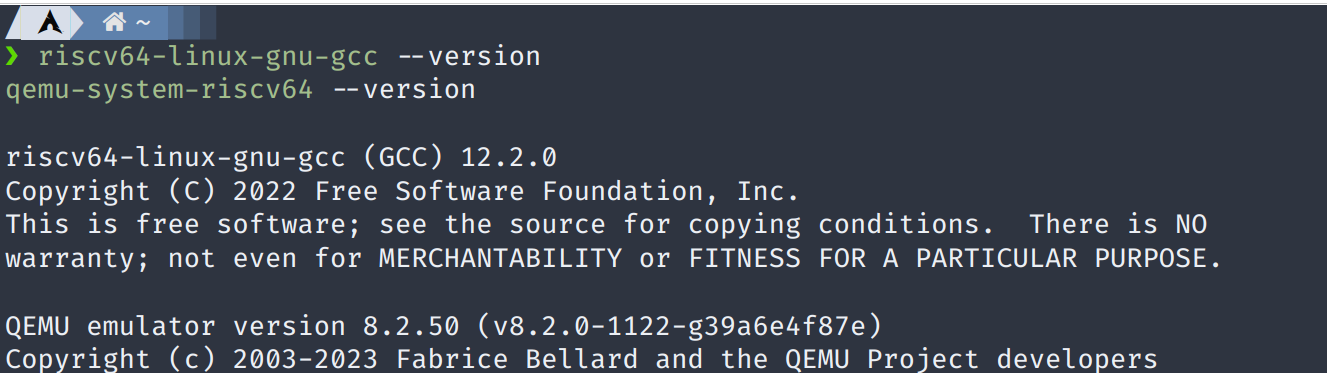 ~
❯ riscv64-linux-gnu-gcc --version
qemu-system-riscv64 --version
riscv64-linux-gnu-gcc (GCC) 12.2.0
Copyright (C) 2022 Free Software Foundation, Inc.
This is free software; see the source for copying conditions.  There is NO
warranty; not even for MERCHANTABILITY or FITNESS FOR A PARTICULAR PURPOSE.
QEMU emulator version 8.2.50 (v8.2.0-1122-g39a6e4f87e)
Copyright (c) 2003-2023 Fabrice Bellard and the QEMU Project developers